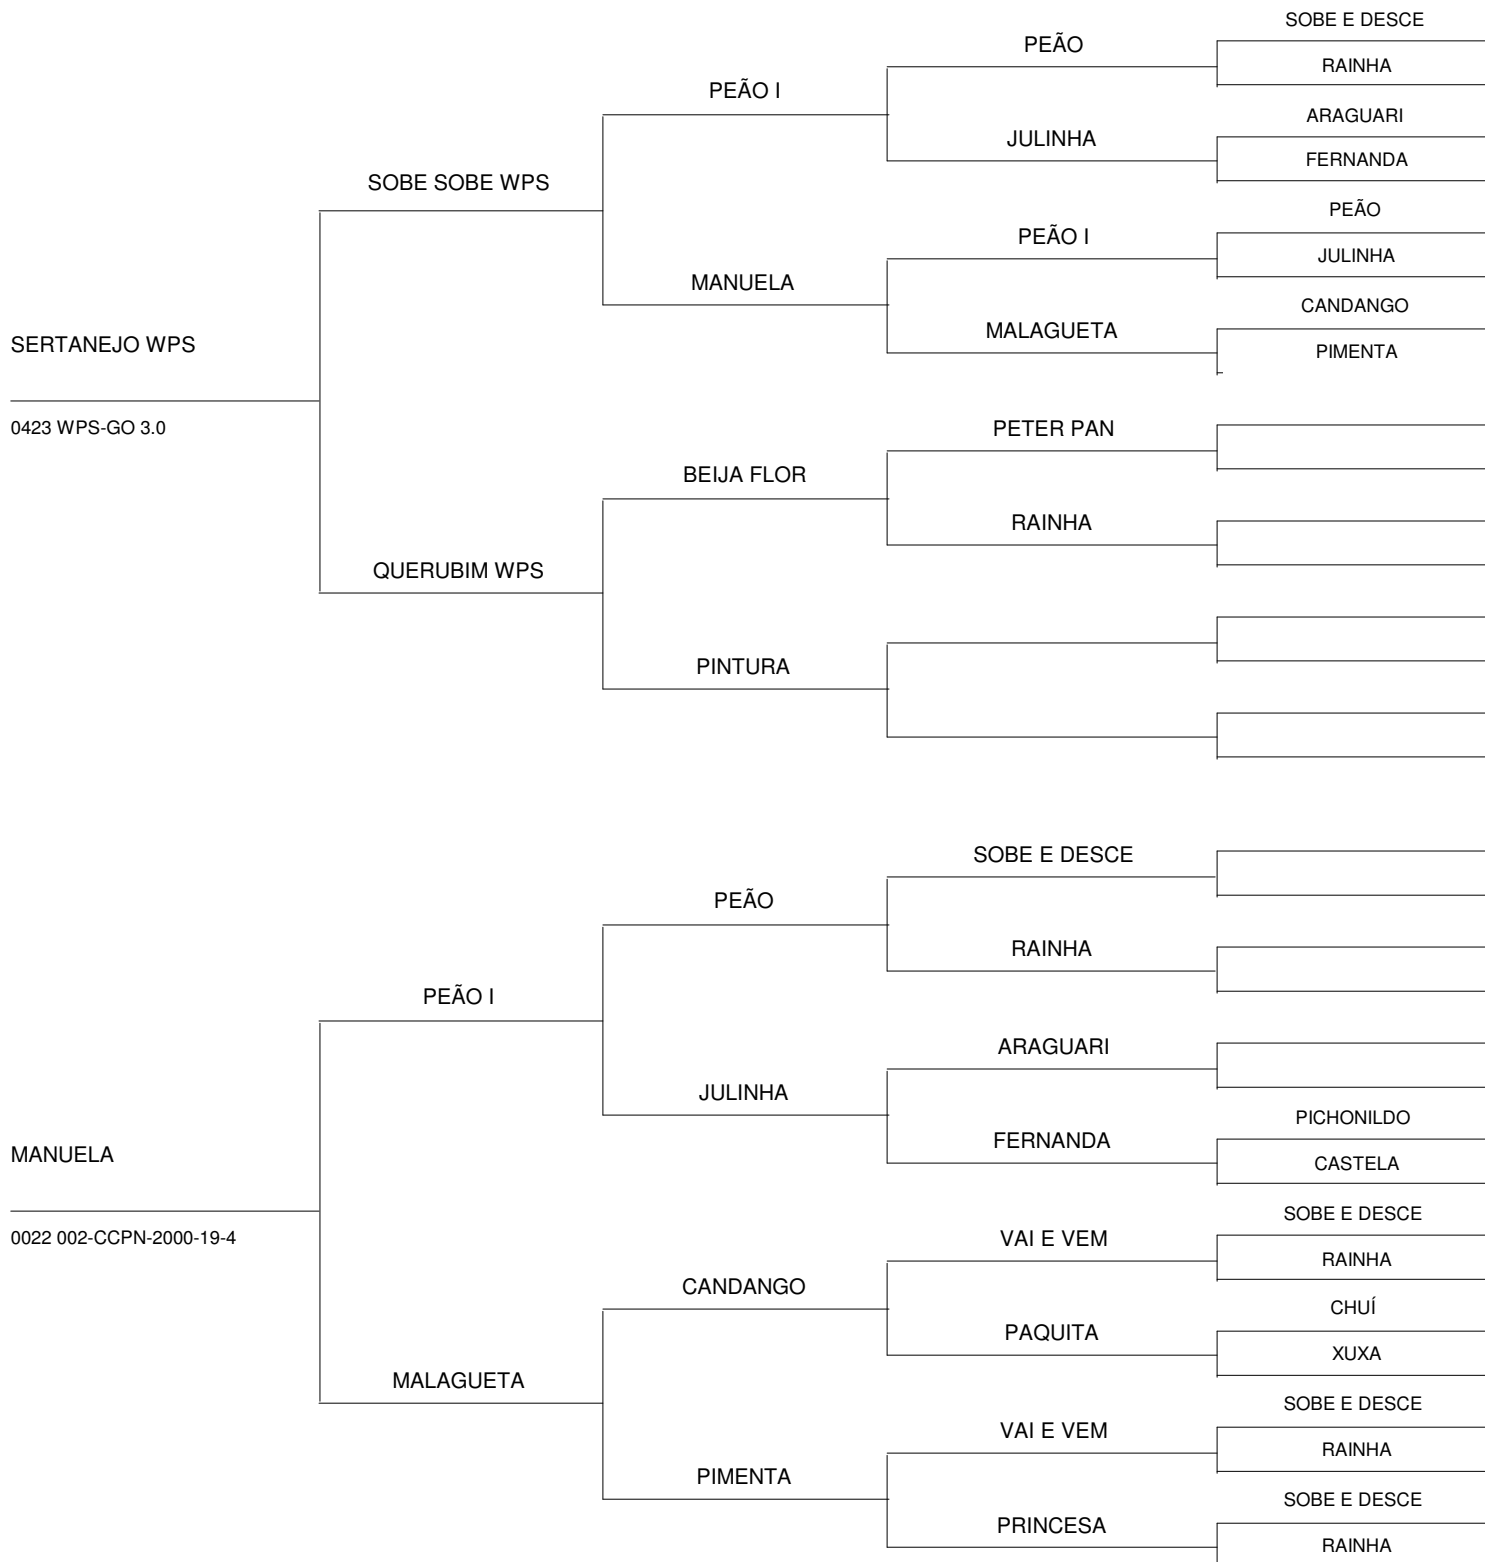 SOBE E DESCE
PEÃO
RAINHA
PEÃO I
ARAGUARI
JULINHA
FERNANDA
SOBE SOBE WPS
PEÃO
PEÃO I
JULINHA
MANUELA
CANDANGO
MALAGUETA
SERTANEJO WPS
PIMENTA
0423 WPS-GO 3.0
PETER PAN
BEIJA FLOR
RAINHA
QUERUBIM WPS
PINTURA
SOBE E DESCE
PEÃO
RAINHA
PEÃO I
ARAGUARI
JULINHA
PICHONILDO
FERNANDA
MANUELA
CASTELA
SOBE E DESCE
0022 002-CCPN-2000-19-4
VAI E VEM
RAINHA
CANDANGO
CHUÍ
PAQUITA
XUXA
MALAGUETA
SOBE E DESCE
VAI E VEM
RAINHA
PIMENTA
SOBE E DESCE
PRINCESA
RAINHA